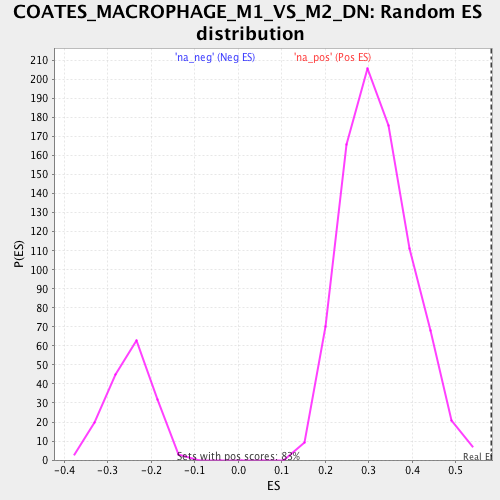 COATES_MACROPHAGE_M1_VS_M2_DN: Random ES
distribution
'na_neg' (Neg ES) 'na_pos' (Pos ES)
210
200
190
180
170
160
150
140
130
120
110
100
90
80
70
60
50
40
30
20
10
0
P(ES)
Sets with pos scores: 83%
Real E
-0.4 -0.3 -0.2 -0.1 0.0 0.1 0.2 0.3 0.4 0.5
ES